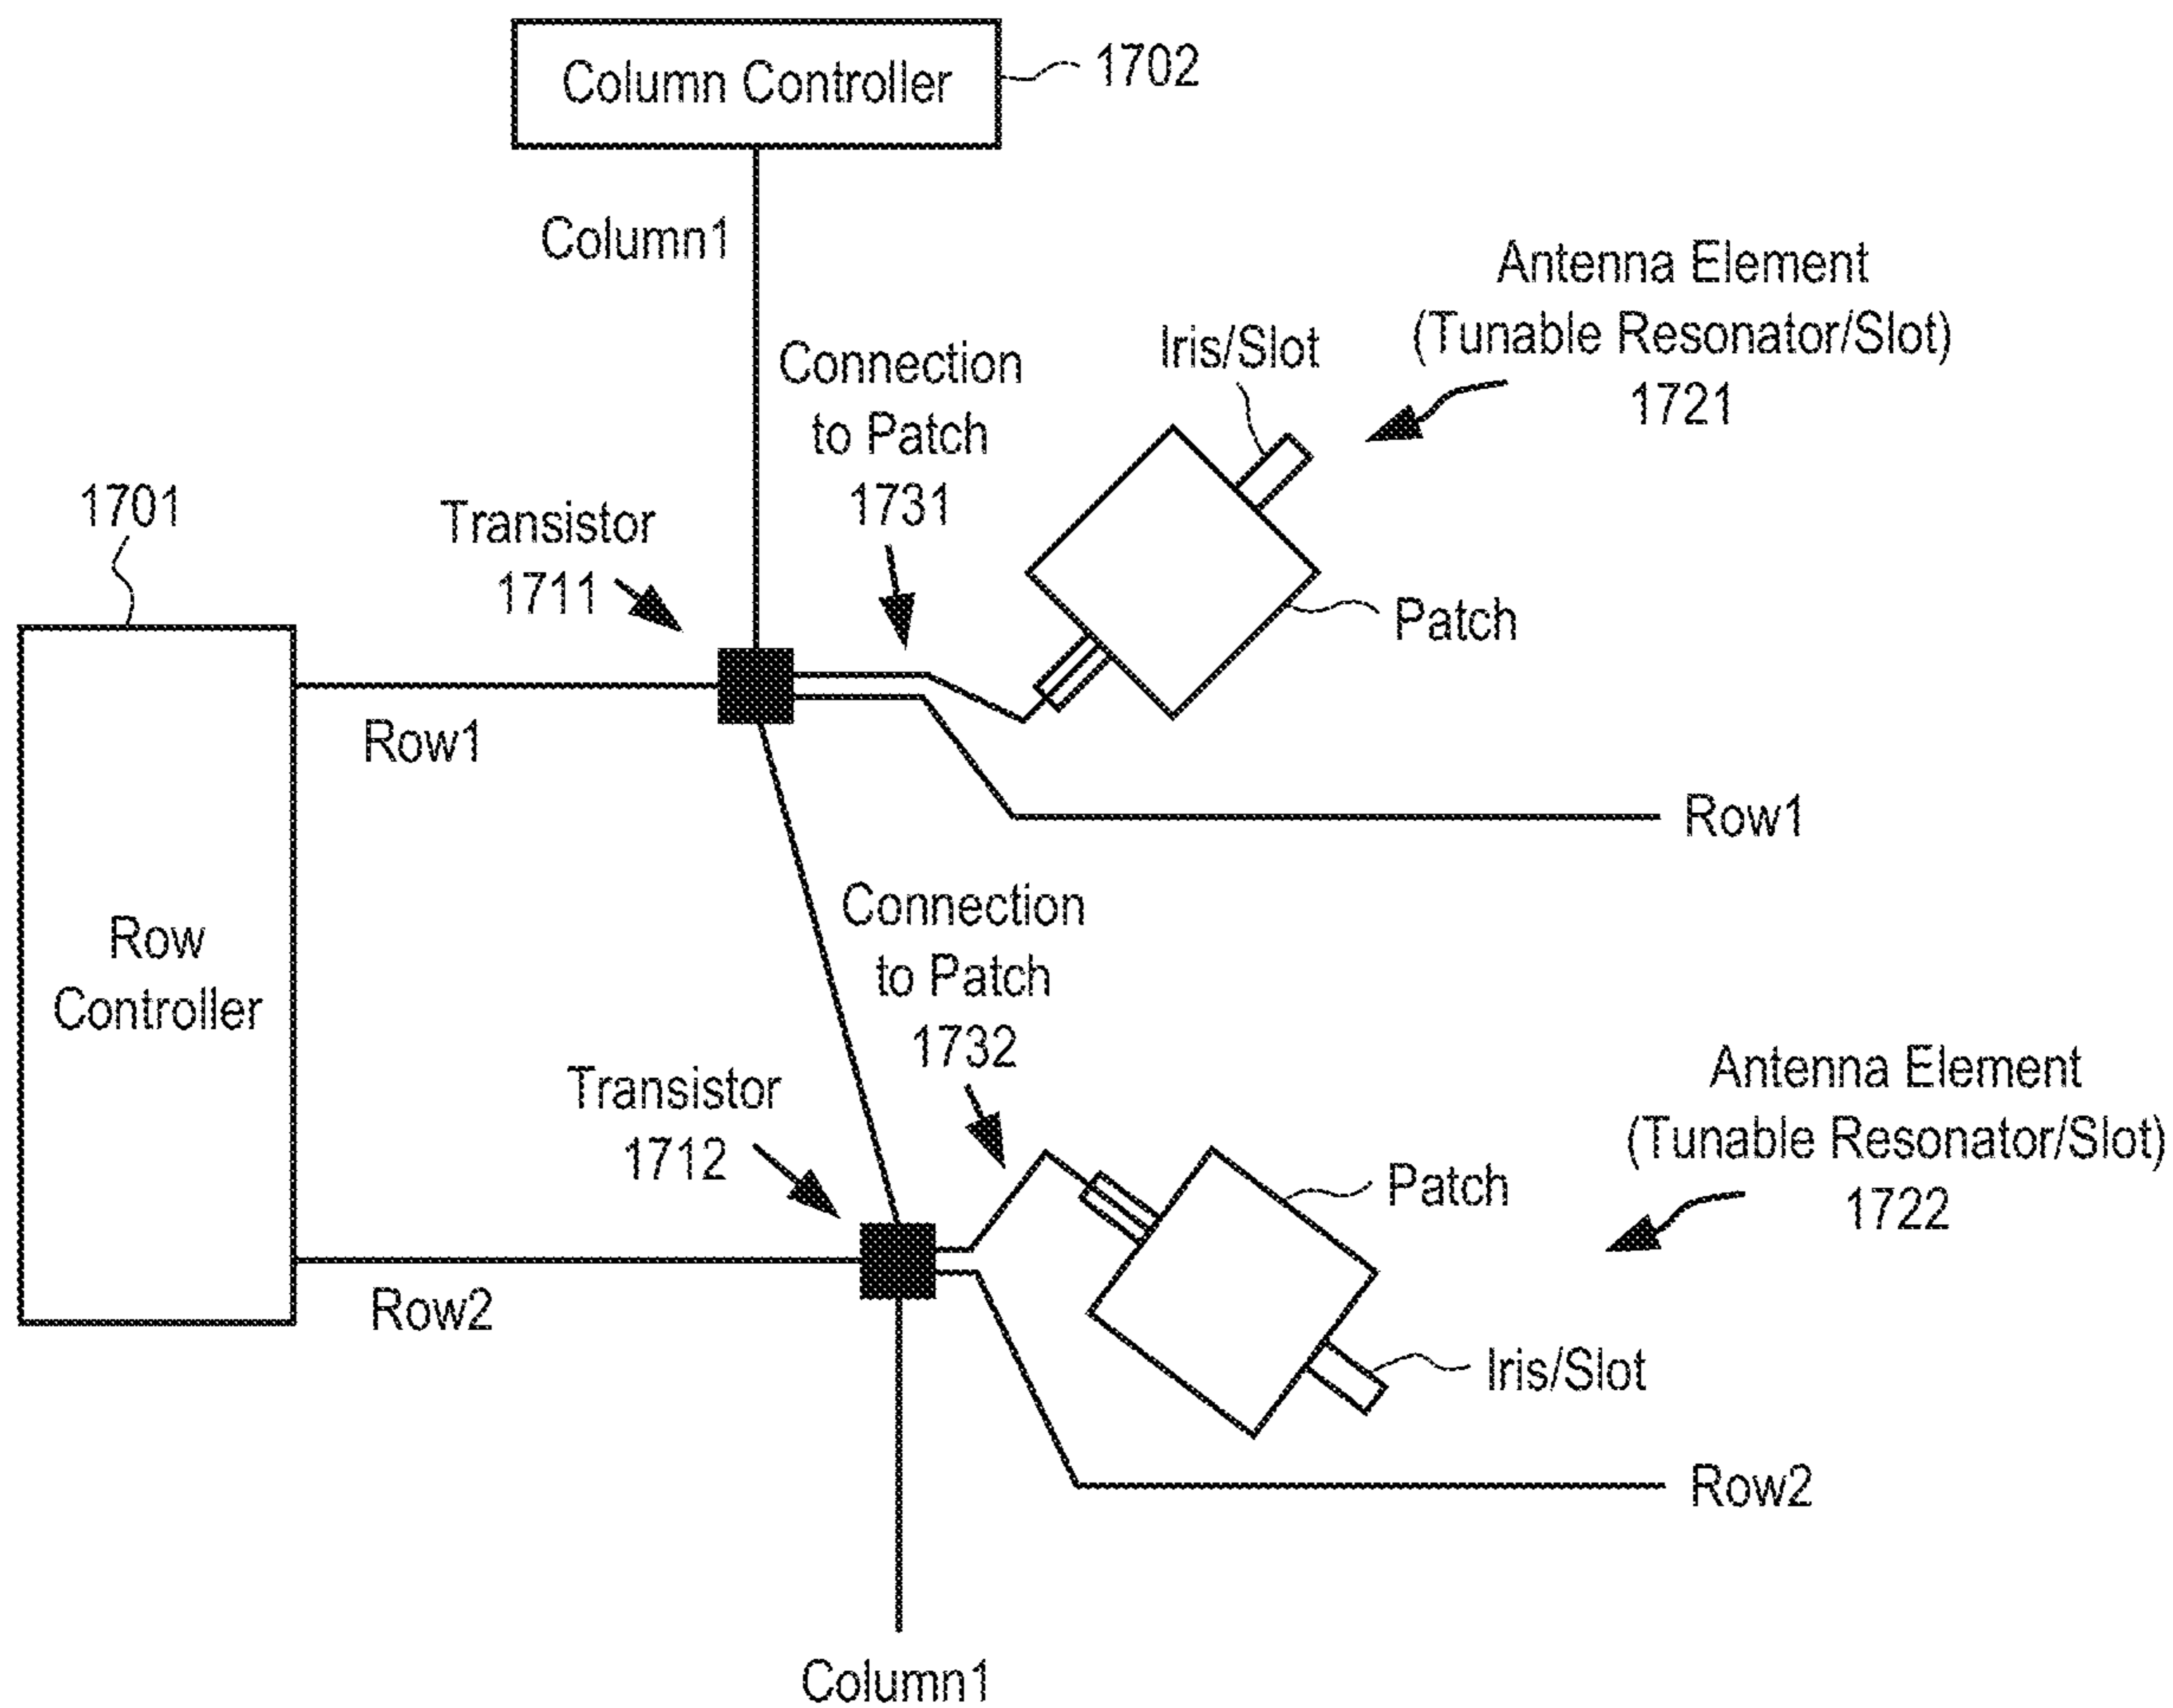 Column Controller
1702
Column1
Antenna Element
(Tunable Resonator/Slot)
1721
Iris/Slot
Connection
to Patch
1731
1701
Transistor
1711
Patch
Row1
Row1
Row
Controller
Connection
to Patch
1732
Transistor
1712
Antenna Element
(Tunable Resonator/Slot)
1722
Patch
Iris/Slot
Row2
Row2
Column1